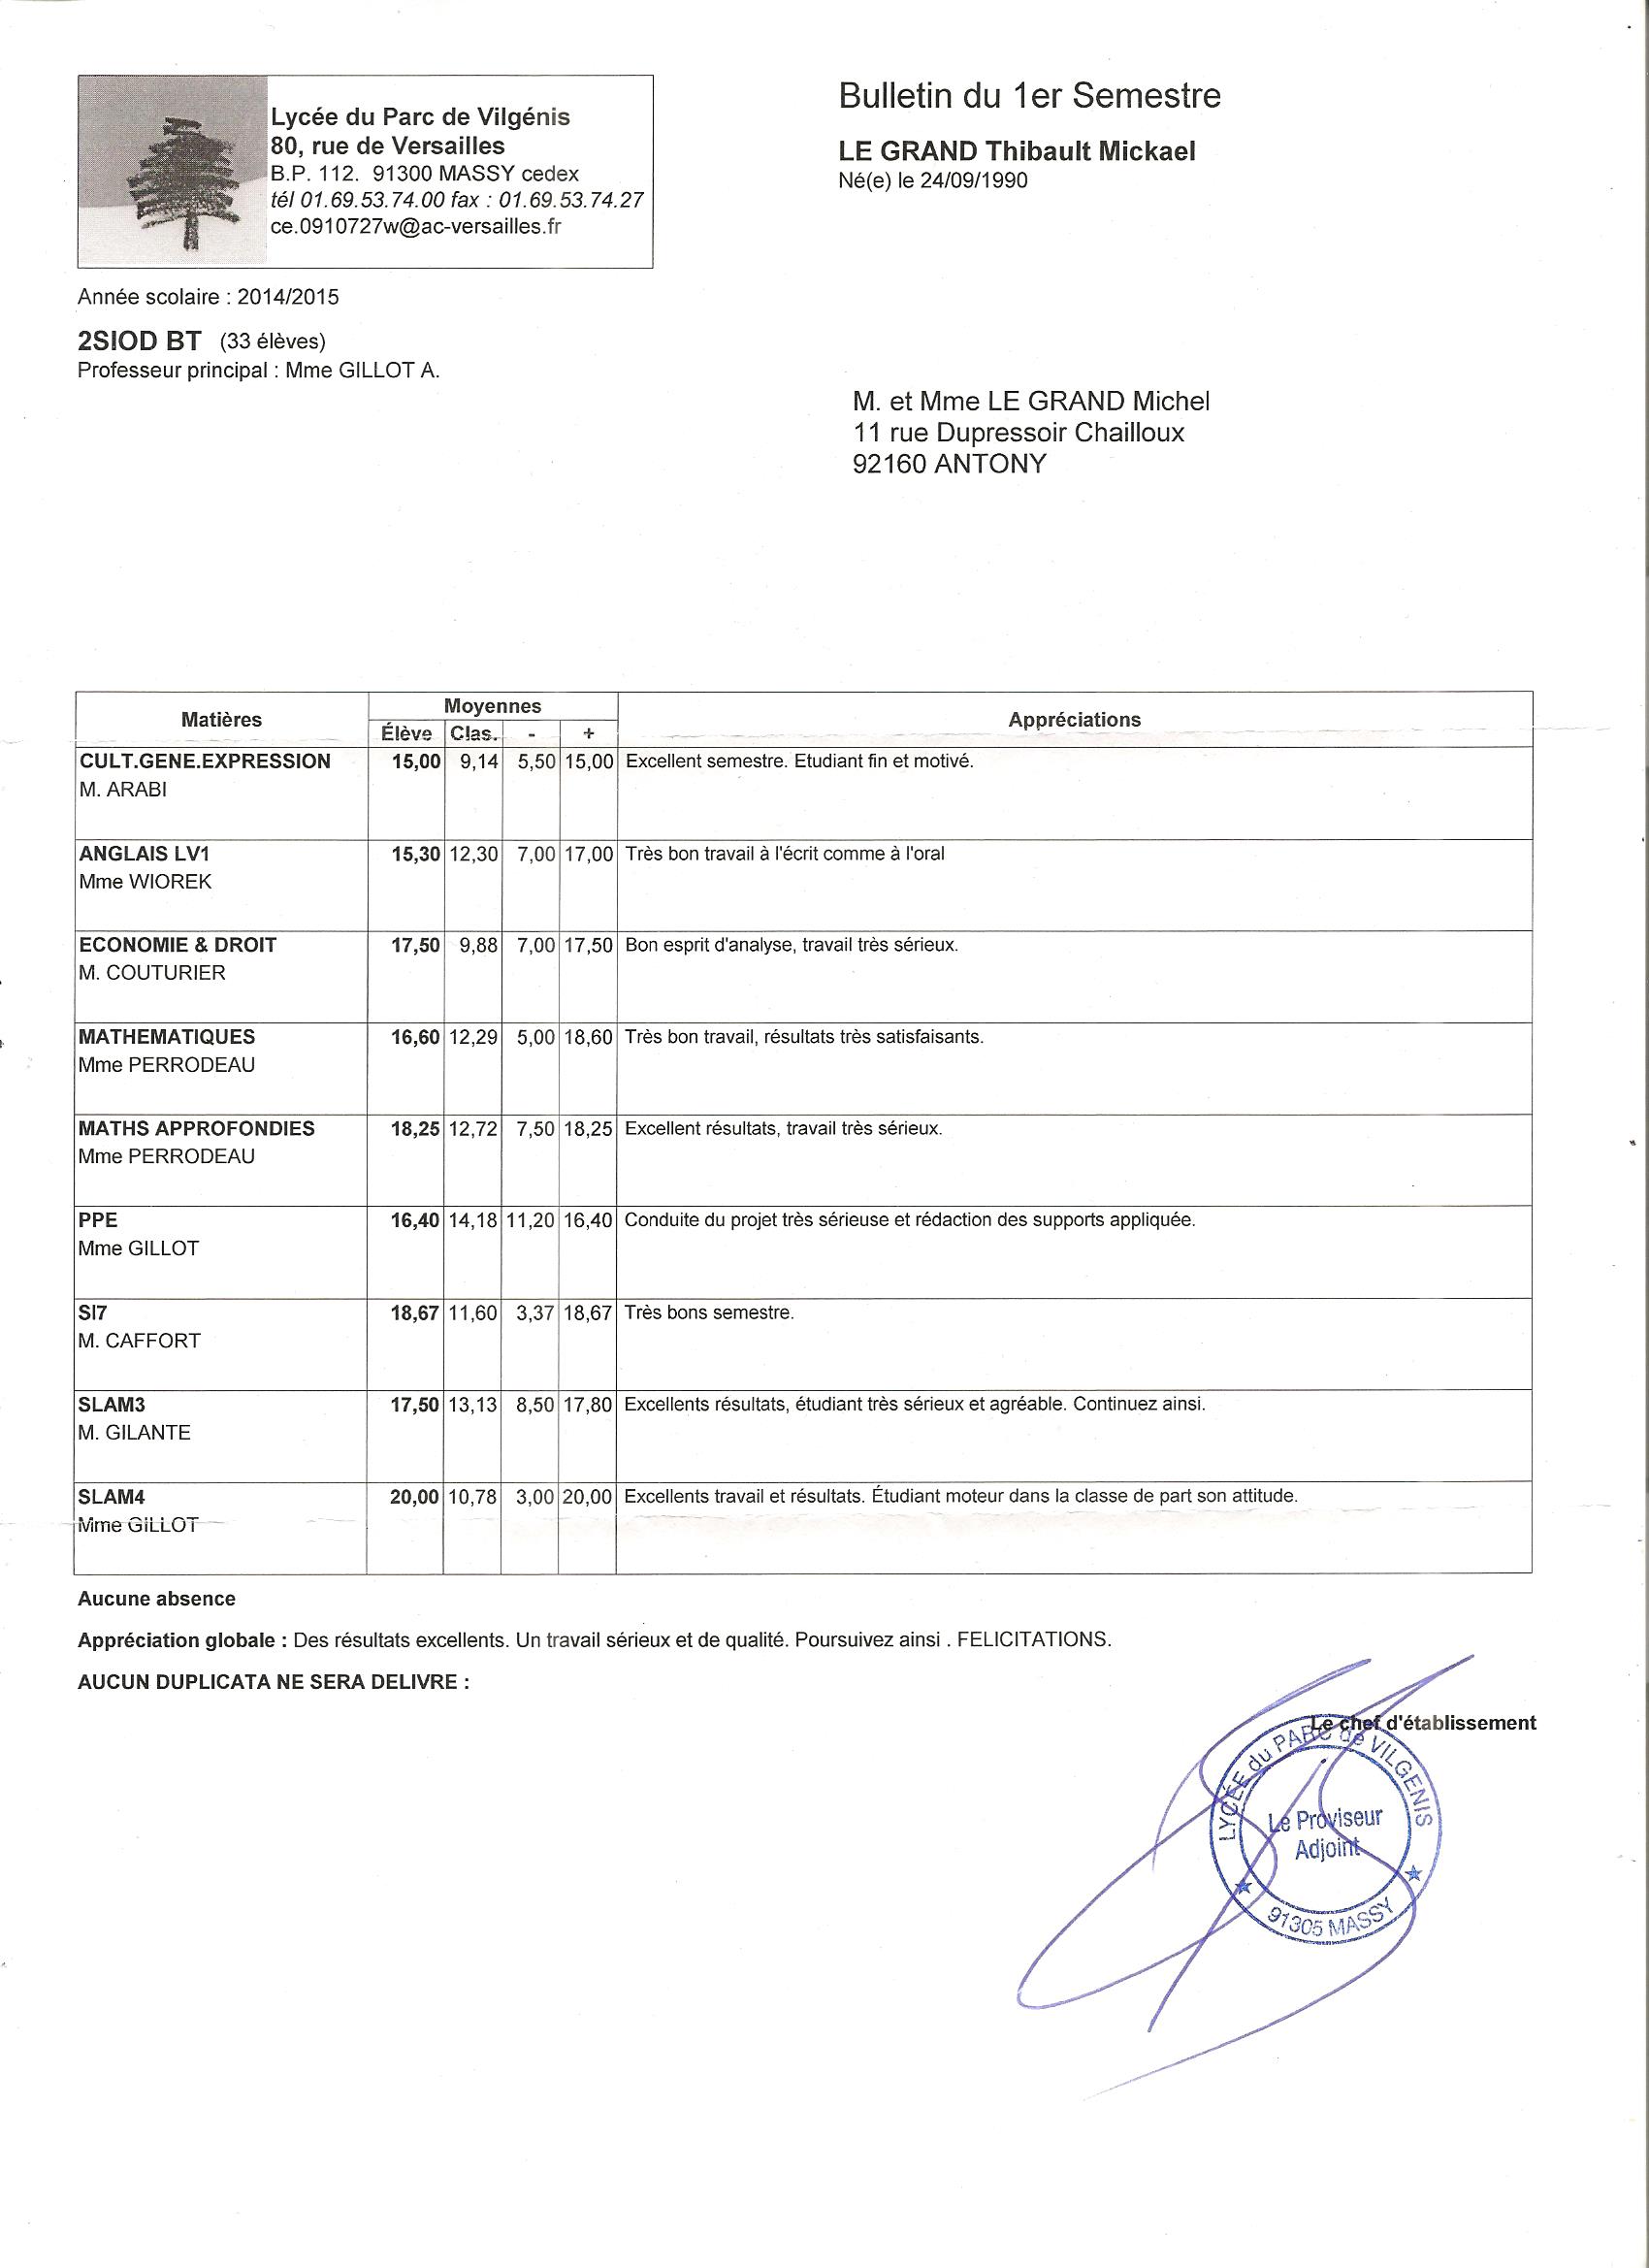 Lycée du Parc de Vilgénis
80, rue de Versailles
B.P. 112. 91300 MASSY cedex
tél 01.69.53.74.00 fax : 01.69.53.74.27
ce.0910727w@ac-versailles.fr
Bulletin du 1er Semestre
LE GRAND Thibault Mickael
Né(e) le 24/09/1990
Année scolaire : 2014/2015
2SIOD BT (33 élèves)
Professeur principal : Mme GILLOT A.
M. et Mme LE GRAND Michel
11 rue Dupressoir Chailloux
92160 ANTONY
Matières Moyennes Appréciations
Élève Clas. - +
CULT.GENE.EXPRESSION 15,00 9,14 5,50 15,00 Excellent semestre. Etudiant fin et motivé.
M. ARABI
ANGLAIS LV1 15,30 12,30 7,00 17,00 Très bon travail à l'écrit comme à l'oral
Mme WIOREK
ECONOMIE & DROIT 17,50 9,88 7,00 17,50 Bon esprit d'analyse, travail très sérieux.
M. COUTURIER
MATHEMATIQUES 16,60 12,29 5,00 18,60 Très bon travail, résultats très satisfaisants.
Mme PERRODEAU
MATHS APPROFONDIES 18,25 12,72 7,50 18,25 Excellent résultats, travail très sérieux.
Mme PERRODEAU
PPE 16,40 14,18 11,20 16,40 Conduite du projet très sérieuse et rédaction des supports appliquée.
Mme GILLOT
SI7 18,67 11,60 3,37 18,67 Très bons semestre.
M. CAFFORT
SLAM3 17,50 13,13 8,50 17,80 Excellents résultats, étudiant très sérieux et agréable. Continuez ainsi.
M. GILANTE
SLAM4 20,00 10,78 3,00 20,00 Excellents travail et résultats. Étudiant moteur dans la classe de part son attitude.
Mme GILLOT
Aucune absence
Appréciation globale : Des résultats excellents. Un travail sérieux et de qualité. Poursuivez ainsi . FELICITATIONS.
AUCUN DUPLICATA NE SERA DELIVRE :
Le chef d'établissement
LYCÉE du PARC de VILGENIS
Le Proviseur
Adjoint
91305 MASSY